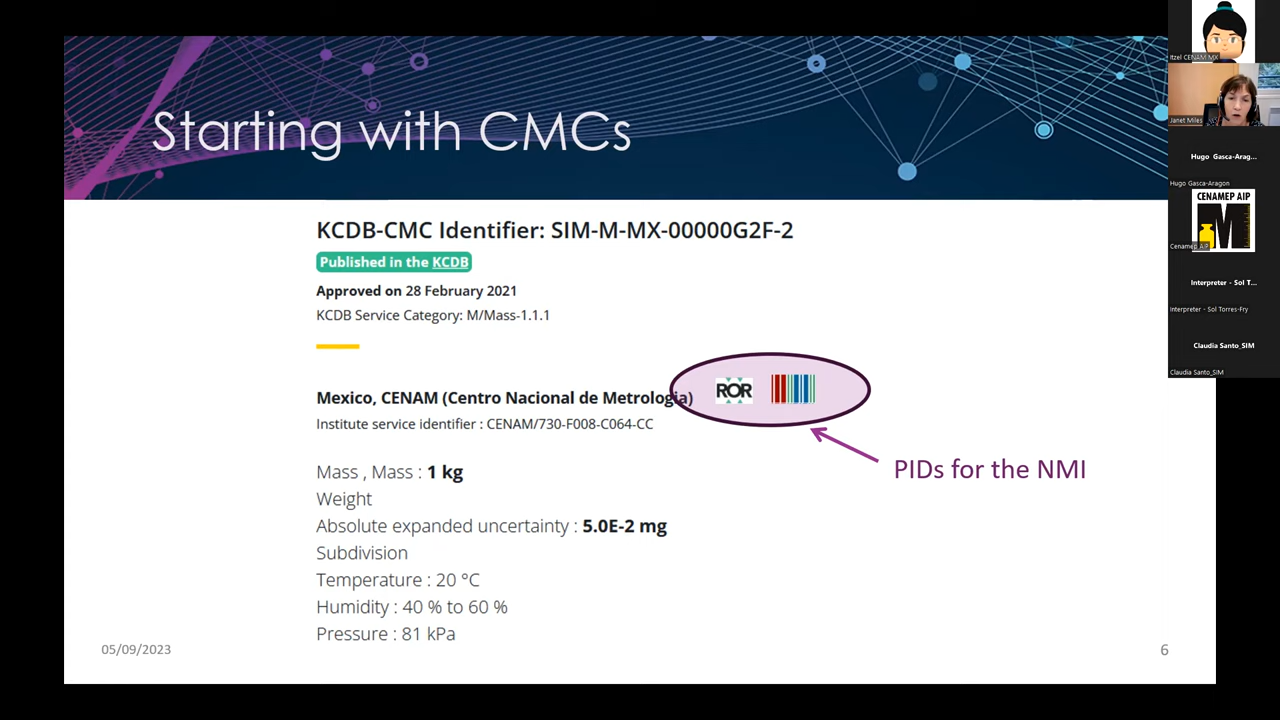 Starting with CMCs
KCDB-CMC Identifier: SIM-M-MX-00000G2F-2
Published in the KCDB
Approved on 28 February 2021
KCDB Service Category: M/Mass-1.1.1
Mexico, CENAM (Centro Nacional de Metrologia)
ROR
Institute service identifier : CENAM/730-F008-C064-CC
PIDs for the NMI
Mass , Mass : 1 kg
Weight
Absolute expanded uncertainty : 5.0E-2 mg
Subdivision
Temperature : 20 °C
Humidity : 40 % to 60 %
Pressure : 81 kPa
05/09/2023
6
Itzel CENAM MX
Janet Miles
Hugo Gasca-Arag...
Hugo Gasca-Aragon
CENAMEP AIP
M
Cenamep AIP
Interpreter - Sol T...
Interpreter - Sol Torres-Fry
Claudia Santo_SIM
Claudia Santo_SIM